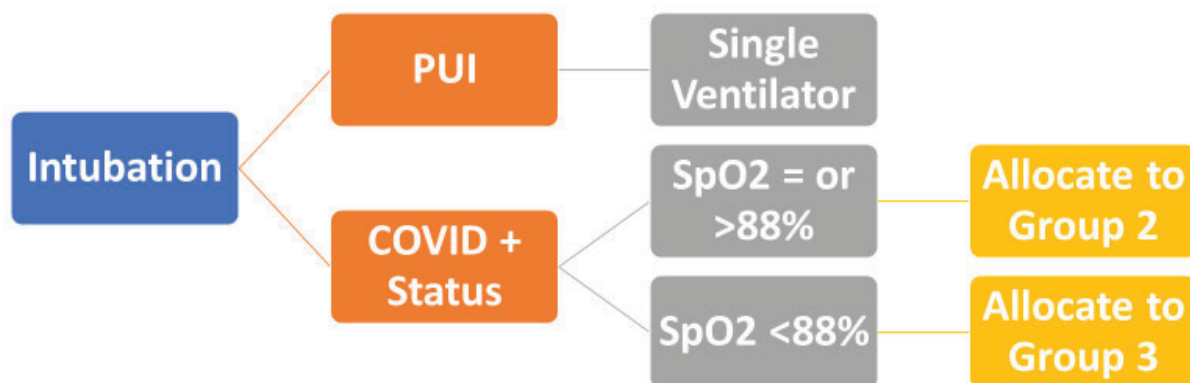 Intubation
PUI
Single
Ventilator
COVID +
Status
SpO2 = or
>88%
Allocate to
Group 2
SpO2 <88%
Allocate to
Group 3